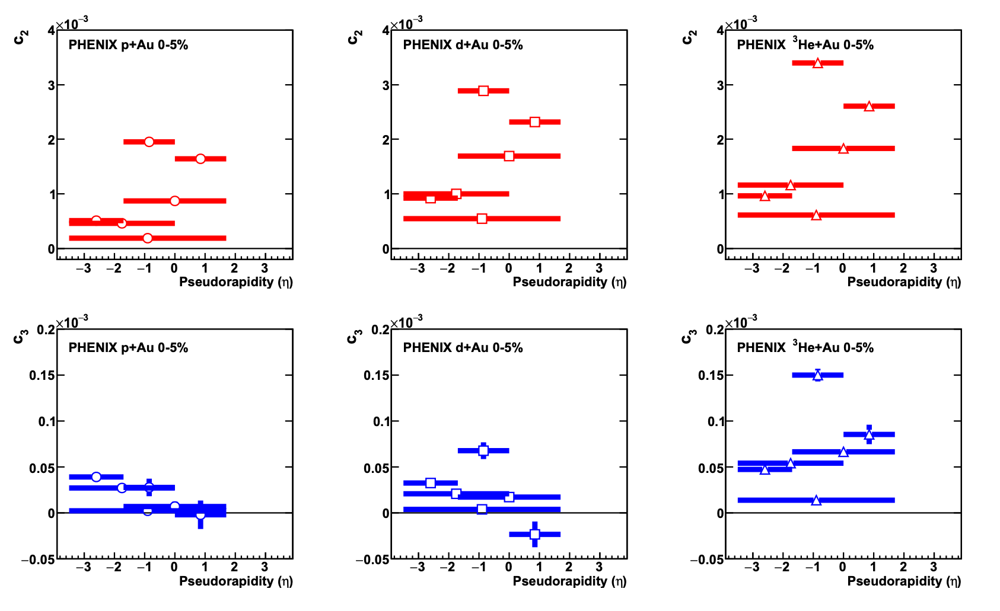 c₂ 4 ×10⁻³
PHENIX p+Au 0-5%
3
2
1
0
−3 −2 −1 0 1 2 3
Pseudorapidity (η)
c₂ 4 ×10⁻³
PHENIX d+Au 0-5%
3
2
1
0
−3 −2 −1 0 1 2 3
Pseudorapidity (η)
c₂ 4 ×10⁻³
PHENIX ³He+Au 0-5%
3
2
1
0
−3 −2 −1 0 1 2 3
Pseudorapidity (η)
c₃ 0.2 ×10⁻³
PHENIX p+Au 0-5%
0.15
0.1
0.05
0
−0.05
−3 −2 −1 0 1 2 3
Pseudorapidity (η)
c₃ 0.2 ×10⁻³
PHENIX d+Au 0-5%
0.15
0.1
0.05
0
−0.05
−3 −2 −1 0 1 2 3
Pseudorapidity (η)
c₃ 0.2 ×10⁻³
PHENIX ³He+Au 0-5%
0.15
0.1
0.05
0
−0.05
−3 −2 −1 0 1 2 3
Pseudorapidity (η)